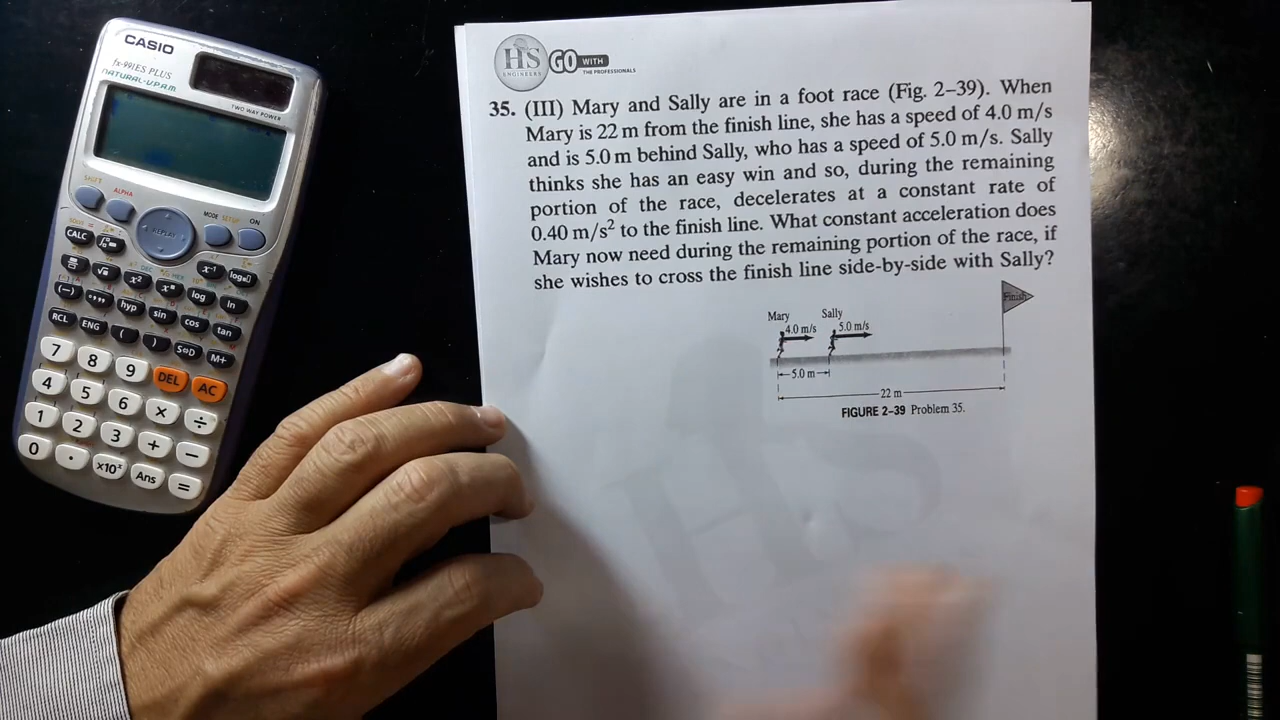 CASIO
fx-991ES PLUS
NATURAL-V.P.A.M.
TWO WAY POWER
SHIFT
ALPHA
MODE SETUP ON
REPLAY
CALC
hyp sin cos tan
log ln
RCL ENG ( ) S⇔D M+
7 8 9 DEL AC
4 5 6 × ÷
1 2 3 + −
0 . ×10ˣ Ans =
HS
ENGINEERS
GO WITH
THE PROFESSIONALS
35. (III) Mary and Sally are in a foot race (Fig. 2–39). When
Mary is 22 m from the finish line, she has a speed of 4.0 m/s
and is 5.0 m behind Sally, who has a speed of 5.0 m/s. Sally
thinks she has an easy win and so, during the remaining
portion of the race, decelerates at a constant rate of
0.40 m/s² to the finish line. What constant acceleration does
Mary now need during the remaining portion of the race, if
she wishes to cross the finish line side-by-side with Sally?
Mary Sally
4.0 m/s 5.0 m/s
Finish
5.0 m
22 m
FIGURE 2–39 Problem 35.